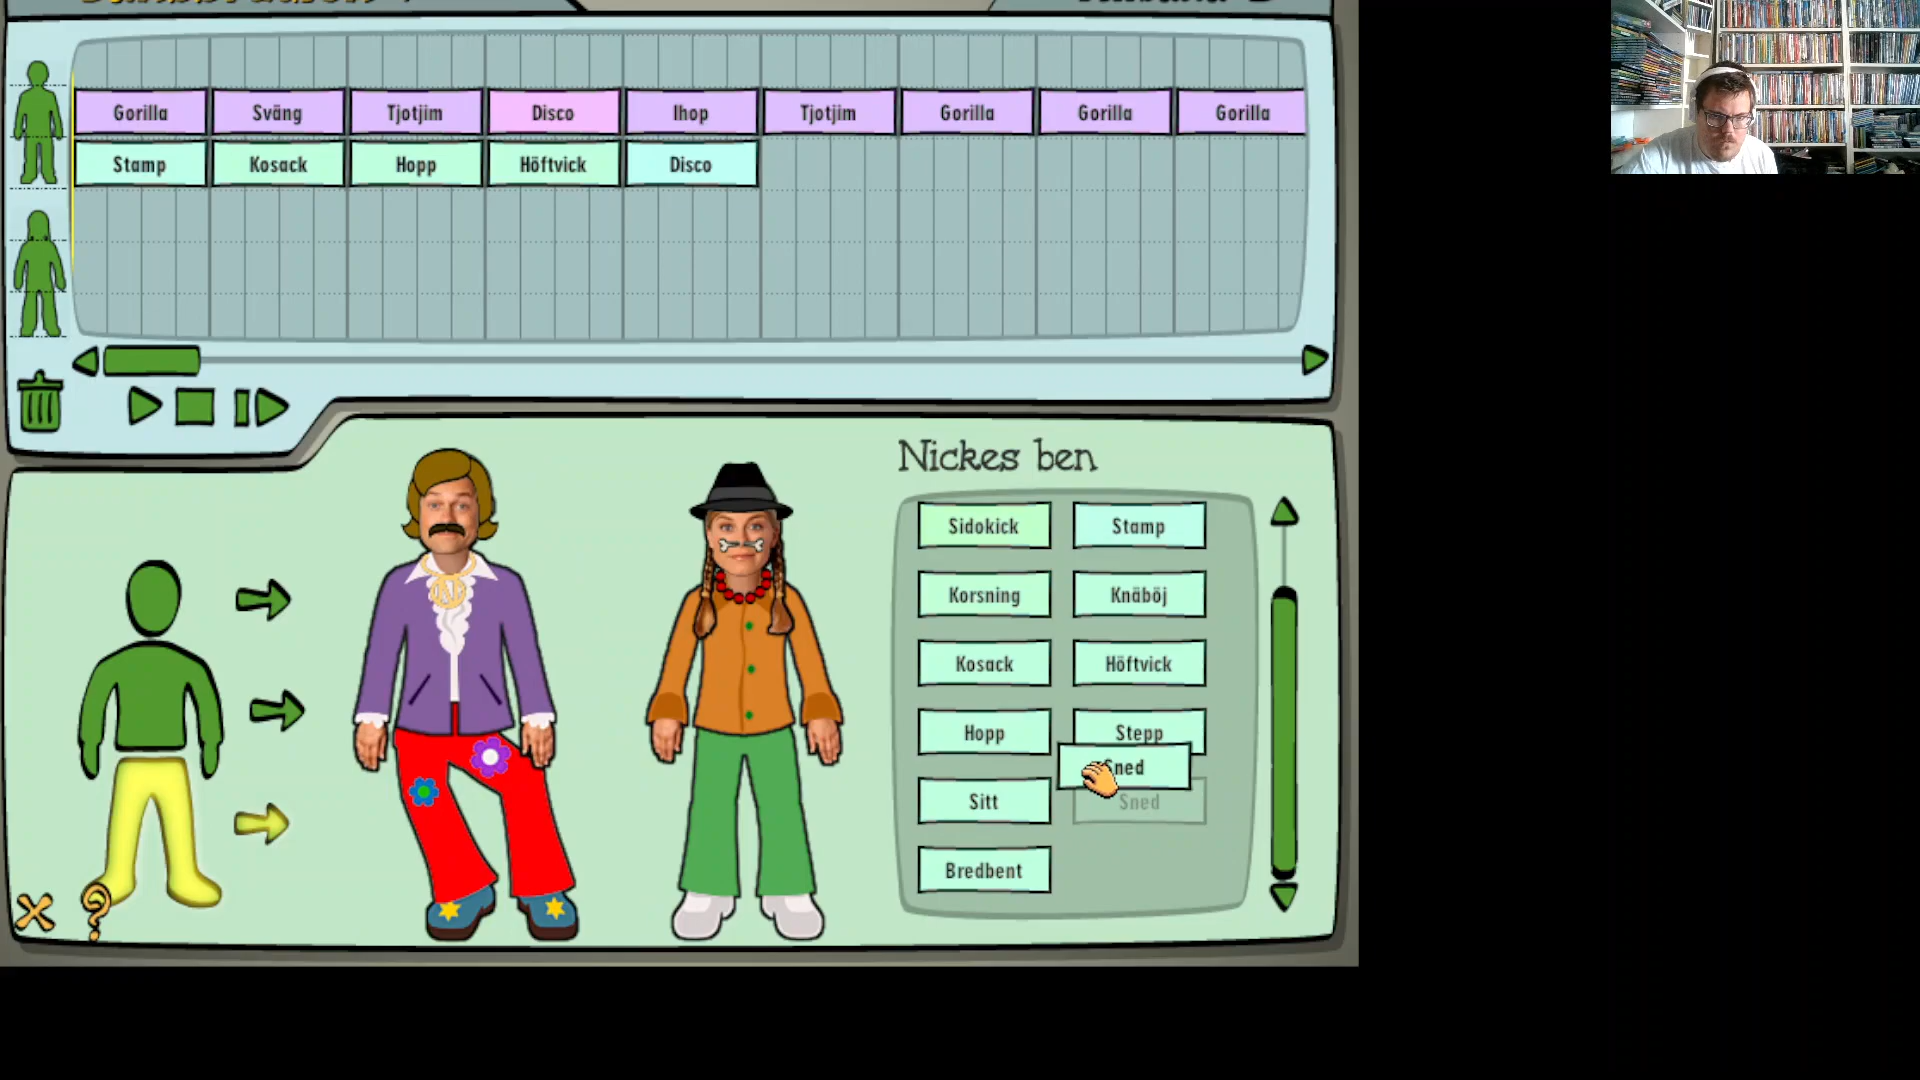 Gorilla Sväng Tjotjim Disco Ihop Tjotjim Gorilla Gorilla Gorilla
Stamp Kosack Hopp Höftvick Disco
Nickes ben
Sidokick Stamp
Korsning Knäböj
Kosack Höftvick
Hopp Stepp
Sned
Sitt Sned
Bredbent